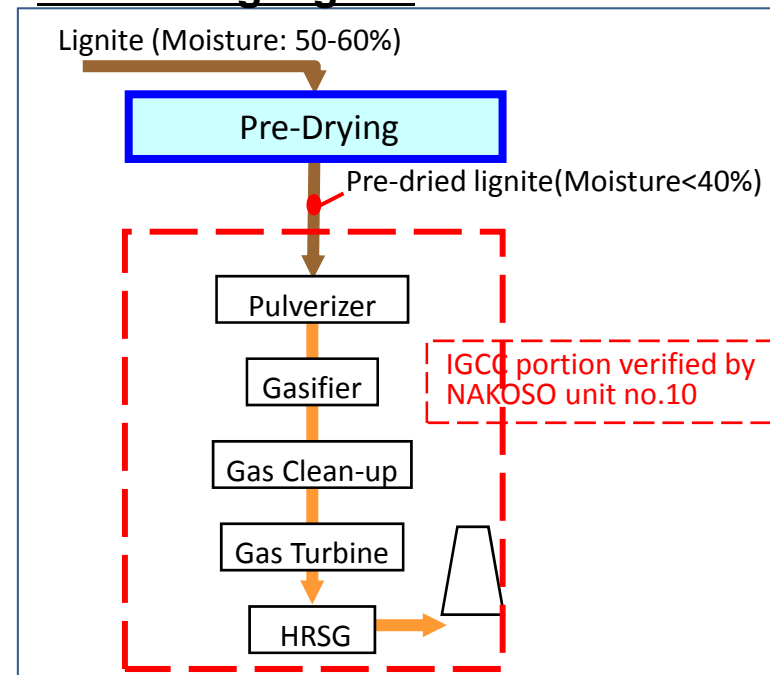 Lignite (Moisture: 50-60%)
Pre-Drying
Pre-dried lignite(Moisture<40%)
Pulverizer
IGCC portion verified by
NAKOSO unit no.10
Gasifier
Gas Clean-up
Gas Turbine
HRSG